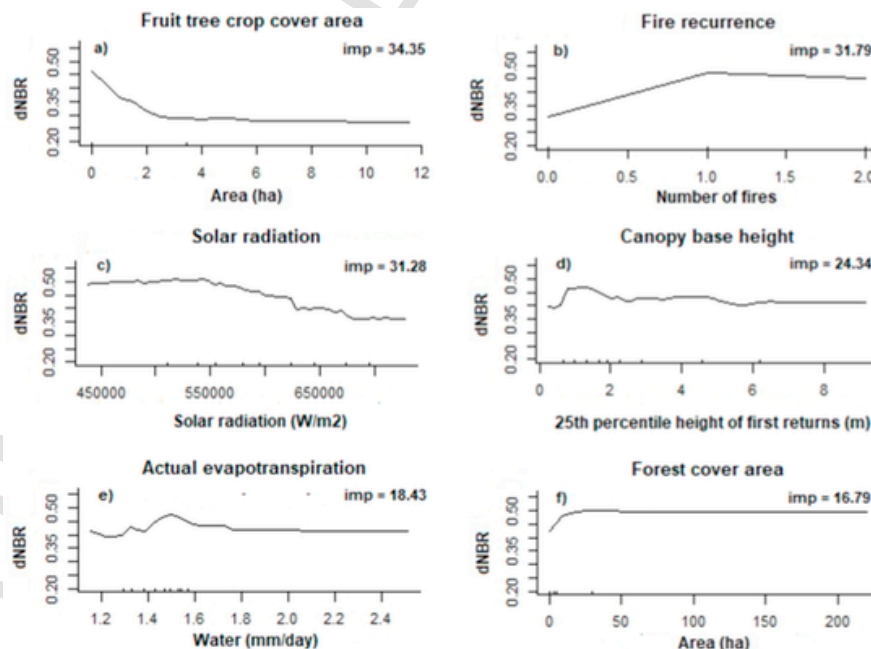 Fruit tree crop cover area
a)
imp = 34.35
dNBR
0.20 0.35 0.50
0 2 4 6 8 10 12
Area (ha)
Fire recurrence
b)
imp = 31.79
dNBR
0.20 0.35 0.50
0.0 0.5 1.0 1.5 2.0
Number of fires
Solar radiation
c)
imp = 31.28
dNBR
0.20 0.35 0.50
450000 550000 650000
Solar radiation (W/m2)
Canopy base height
d)
imp = 24.34
dNBR
0.20 0.35 0.50
0 2 4 6 8
25th percentile height of first returns (m)
Actual evapotranspiration
e)
imp = 18.43
dNBR
0.20 0.35 0.50
1.2 1.4 1.6 1.8 2.0 2.2 2.4
Water (mm/day)
Forest cover area
f)
imp = 16.79
dNBR
0.20 0.35 0.50
0 50 100 150 200
Area (ha)